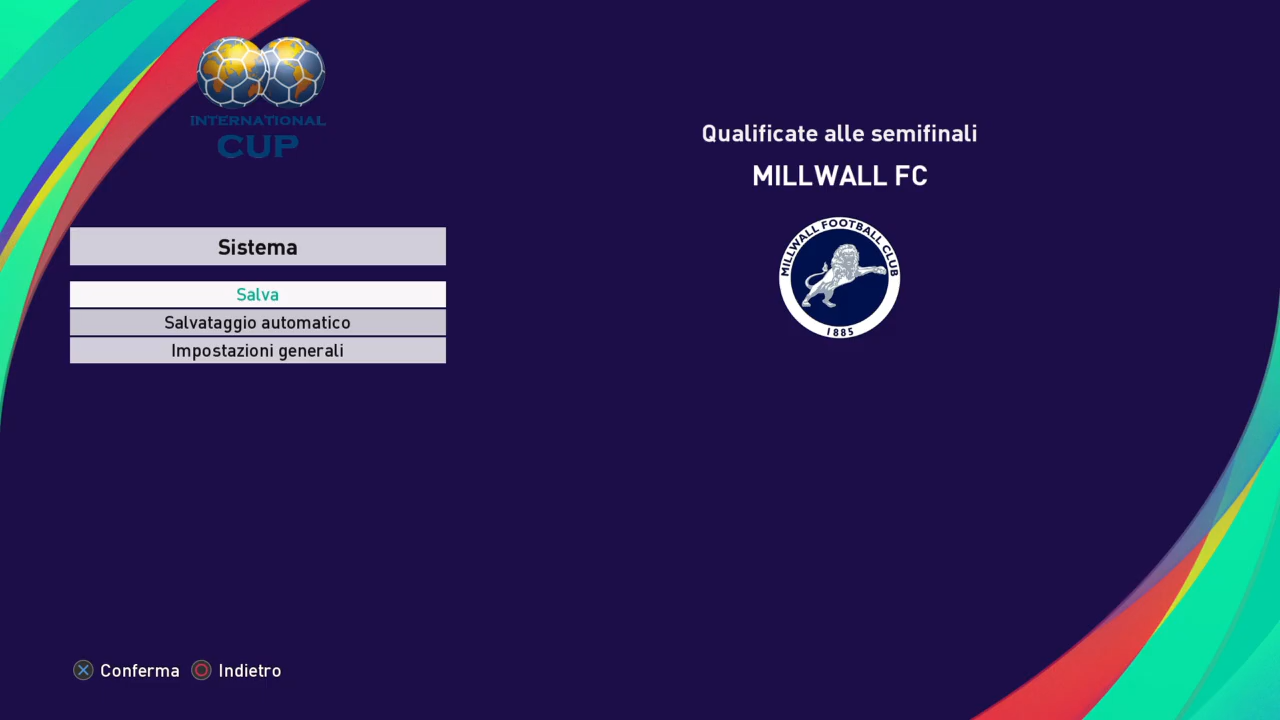 INTERNATIONAL
CUP
Qualificate alle semifinali
MILLWALL FC
MILLWALL FOOTBALL CLUB
1885
Sistema
Salva
Salvataggio automatico
Impostazioni generali
Conferma Indietro